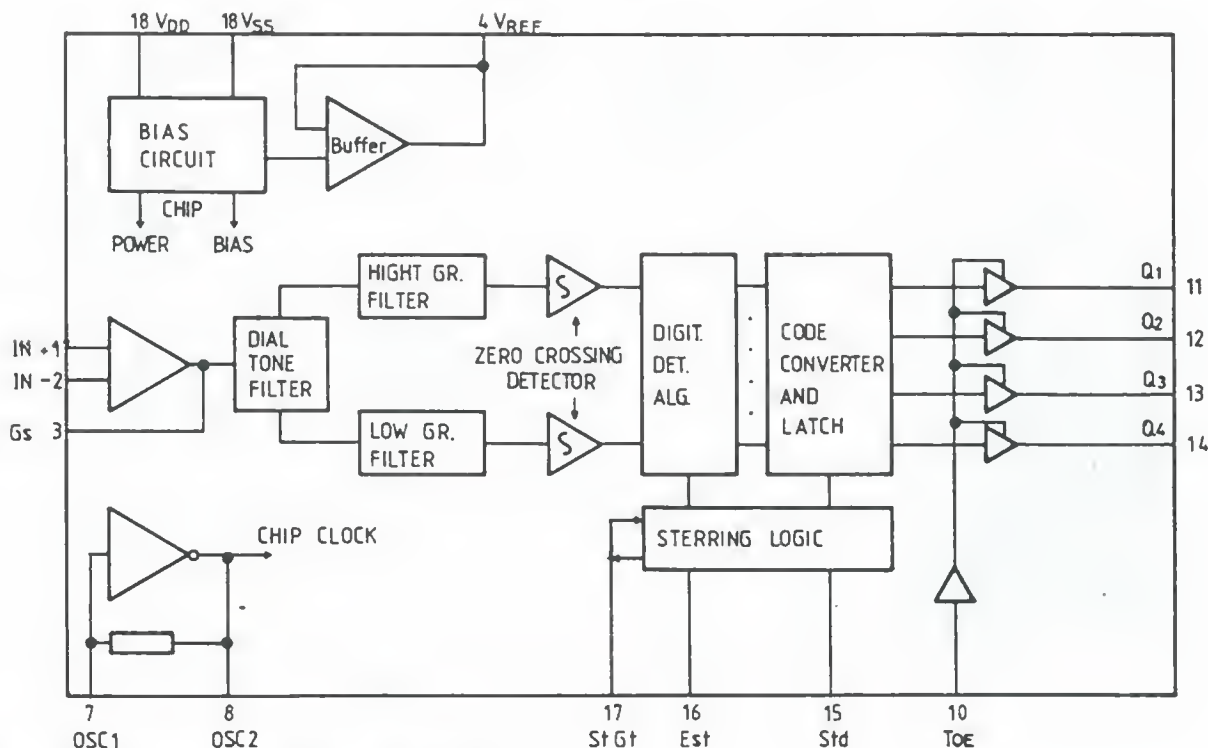 18 VDD 18 VSS 4 VREF
BIAS
CIRCUIT
Buffer
CHIP
POWER BIAS
HIGHT GR.
FILTER
IN +1
IN -2
Gs 3
DIAL
TONE
FILTER
ZERO CROSSING
DETECTOR
LOW GR.
FILTER
S
S
DIGIT.
DET.
ALG.
CODE
CONVERTER
AND
LATCH
Q1 11
Q2 12
Q3 13
Q4 14
CHIP CLOCK
STERRING LOGIC
7 8 17 16 15 10
OSC1 OSC2 St Gt Est Std TOE